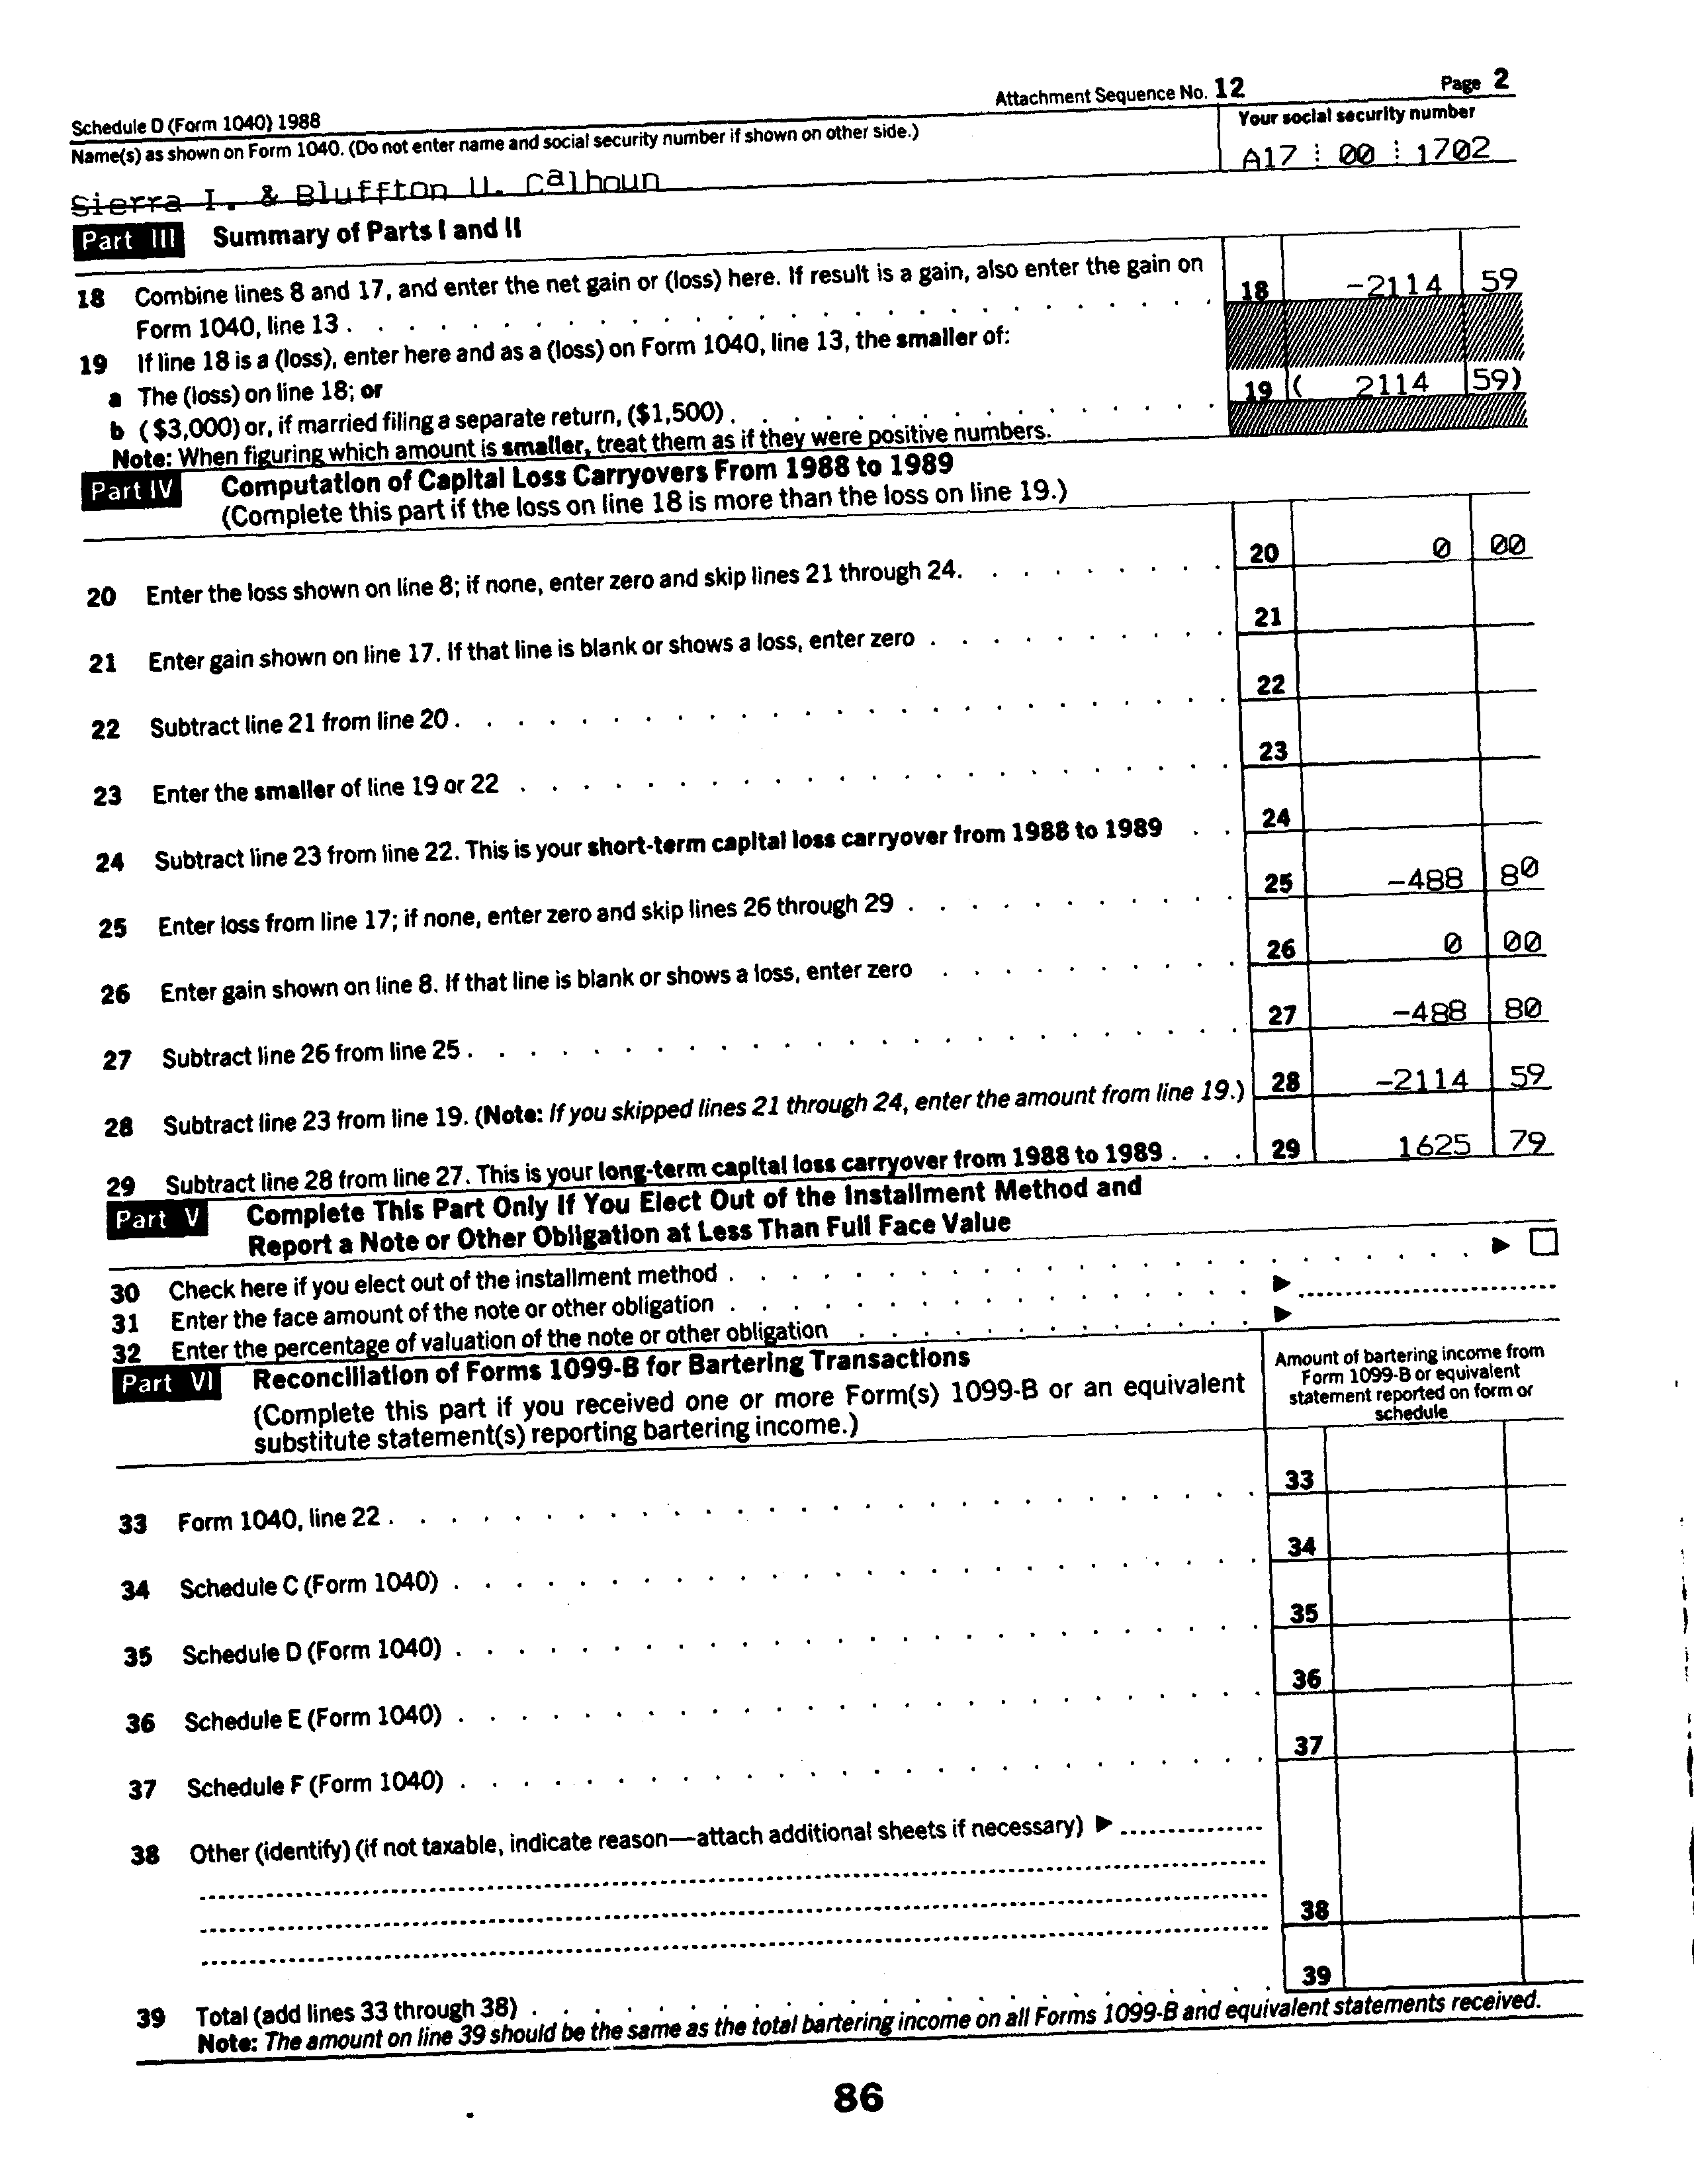 Schedule D (Form 1040) 1988 Attachment Sequence No. 12 Page 2
Name(s) as shown on Form 1040. (Do not enter name and social security number if shown on other side.) Your social security number
Sierra I. & Bluffton U. Calhoun A17 00 1702
Part III Summary of Parts I and II
18 Combine lines 8 and 17, and enter the net gain or (loss) here. If result is a gain, also enter the gain on
Form 1040, line 13 . . . 18 -2114 59
19 If line 18 is a (loss), enter here and as a (loss) on Form 1040, line 13, the smaller of:
a The (loss) on line 18; or
b ($3,000) or, if married filing a separate return, ($1,500) . . . 19 ( 2114 59)
Note: When figuring which amount is smaller, treat them as if they were positive numbers.
Part IV Computation of Capital Loss Carryovers From 1988 to 1989
(Complete this part if the loss on line 18 is more than the loss on line 19.)
20 Enter the loss shown on line 8; if none, enter zero and skip lines 21 through 24. . . . 20 0 00
21 Enter gain shown on line 17. If that line is blank or shows a loss, enter zero . . . 21
22 Subtract line 21 from line 20 . . . 22
23 Enter the smaller of line 19 or 22 . . . 23
24 Subtract line 23 from line 22. This is your short-term capital loss carryover from 1988 to 1989 . . 24
25 Enter loss from line 17; if none, enter zero and skip lines 26 through 29 . . . 25 -488 80
26 Enter gain shown on line 8. If that line is blank or shows a loss, enter zero . . . 26 0 00
27 Subtract line 26 from line 25 . . . 27 -488 80
28 Subtract line 23 from line 19. (Note: If you skipped lines 21 through 24, enter the amount from line 19.) 28 -2114 59
29 Subtract line 28 from line 27. This is your long-term capital loss carryover from 1988 to 1989 . . . 29 1625 79
Part V Complete This Part Only If You Elect Out of the Installment Method and
Report a Note or Other Obligation at Less Than Full Face Value
30 Check here if you elect out of the installment method . . . ▶ ☐
31 Enter the face amount of the note or other obligation . . . ▶
32 Enter the percentage of valuation of the note or other obligation . . . ▶
Part VI Reconciliation of Forms 1099-B for Bartering Transactions
(Complete this part if you received one or more Form(s) 1099-B or an equivalent
substitute statement(s) reporting bartering income.)
Amount of bartering income from
Form 1099-B or equivalent
statement reported on form or
schedule
33 Form 1040, line 22 . . . 33
34 Schedule C (Form 1040) . . . 34
35 Schedule D (Form 1040) . . . 35
36 Schedule E (Form 1040) . . . 36
37 Schedule F (Form 1040) . . . 37
38 Other (identify) (if not taxable, indicate reason—attach additional sheets if necessary) ▶
38
39 Total (add lines 33 through 38) . . . 39
Note: The amount on line 39 should be the same as the total bartering income on all Forms 1099-B and equivalent statements received.
86